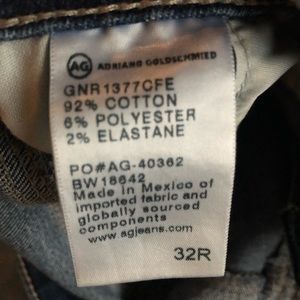 AG ADRIANO GOLDSCHMIED
GNR1377CFE
92% COTTON
6% POLYESTER
2% ELASTANE
PO#AG-40362
BW18642
Made in Mexico of
imported fabric and
globally sourced
components
www.agjeans.com
32R